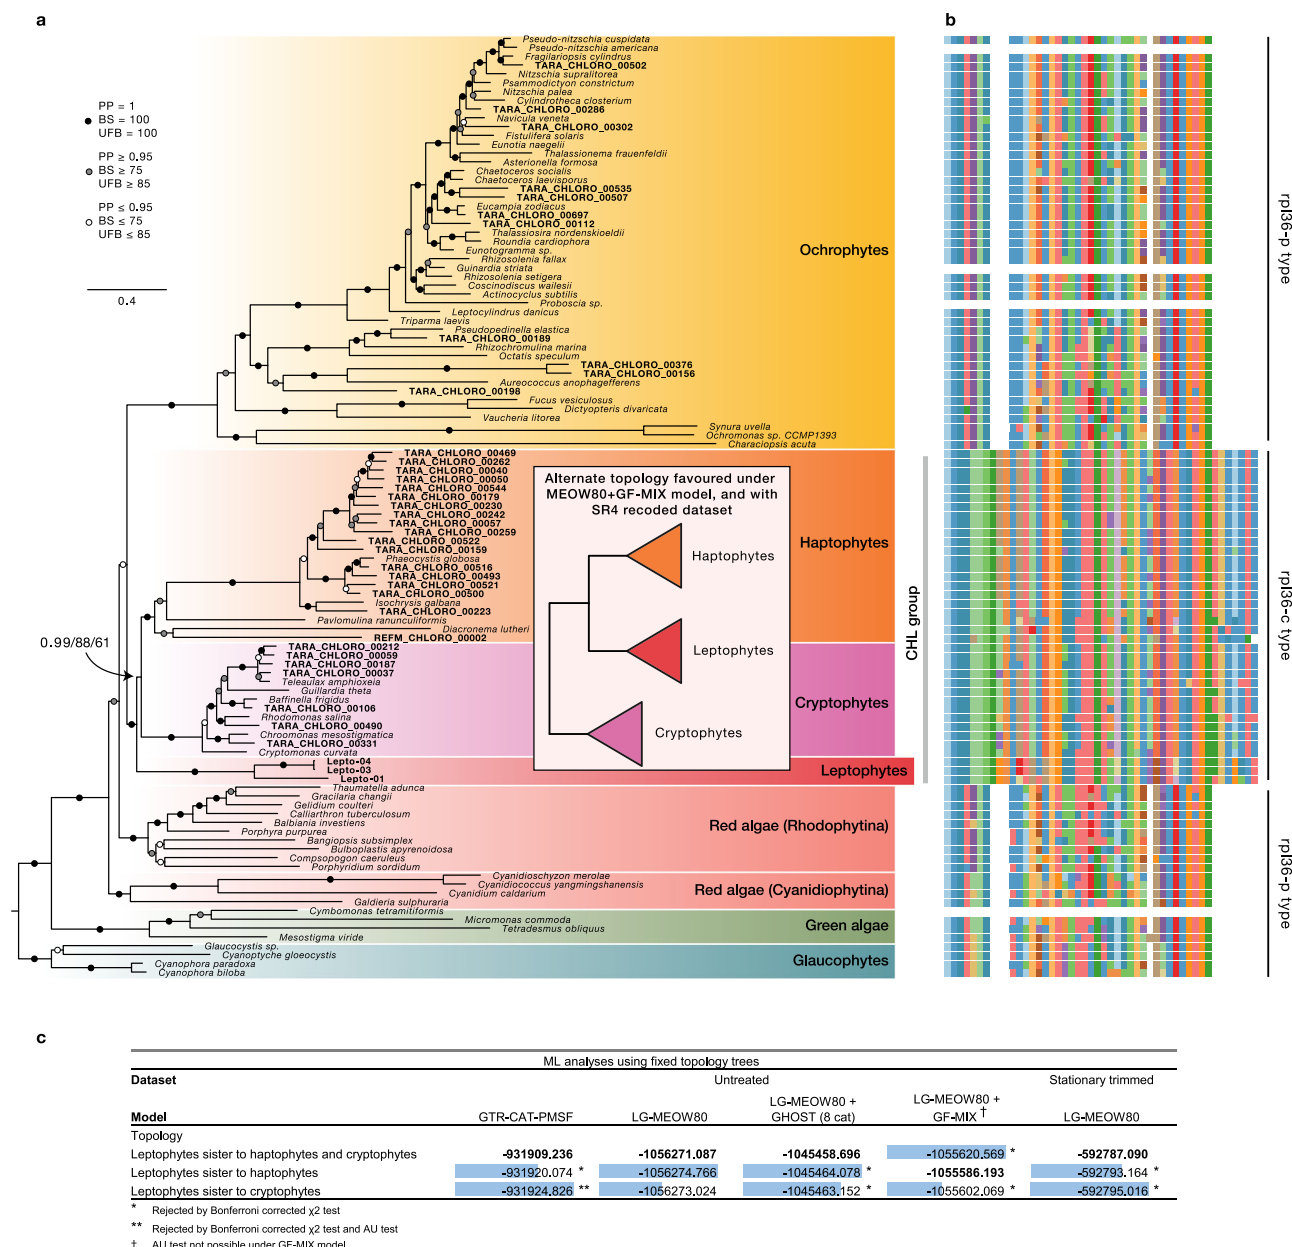 a
b
PP = 1
BS = 100
UFB = 100
PP ≥ 0.95
BS ≥ 75
UFB ≥ 85
PP ≤ 0.95
BS ≤ 75
UFB ≤ 85
0.4
Pseudo-nitzschia cuspidata
Pseudo-nitzschia americana
Fragilariopsis cylindrus
TARA_CHLORO_00502
Nitzschia supralitorea
Psammodictyon constrictum
Nitzschia palea
Cylindrotheca closterium
TARA_CHLORO_00286
Navicula veneta
TARA_CHLORO_00302
Fistulifera solaris
Eunotia naegelii
Thalassionema frauenfeldii
Asterionella formosa
Chaetoceros socialis
Chaetoceros laevisporus
TARA_CHLORO_00535
TARA_CHLORO_00507
Eucampia zodiacus
TARA_CHLORO_00697
TARA_CHLORO_00112
Thalassiosira nordenskioeldii
Roundia cardiophora
Eunotogramma sp.
Rhizosolenia fallax
Guinardia striata
Rhizosolenia setigera
Coscinodiscus wailesii
Actinocyclus subtilis
Proboscia sp.
Leptocylindrus danicus
Triparma laevis
Pseudopedinella elastica
TARA_CHLORO_00189
Rhizochromulina marina
Octatis speculum
TARA_CHLORO_00376
TARA_CHLORO_00156
Aureococcus anophagefferens
TARA_CHLORO_00198
Fucus vesiculosus
Dictyopteris divaricata
Vaucheria litorea
Synura uvella
Ochromonas sp. CCMP1393
Characiopsis acuta
Ochrophytes
TARA_CHLORO_00469
TARA_CHLORO_00262
TARA_CHLORO_00040
TARA_CHLORO_00050
TARA_CHLORO_00544
TARA_CHLORO_00179
TARA_CHLORO_00230
TARA_CHLORO_00242
TARA_CHLORO_00057
TARA_CHLORO_00259
TARA_CHLORO_00522
TARA_CHLORO_00159
Phaeocystis globosa
TARA_CHLORO_00516
TARA_CHLORO_00493
TARA_CHLORO_00521
TARA_CHLORO_00500
Isochrysis galbana
TARA_CHLORO_00223
Pavlomulina ranunculiformis
Diacronema lutheri
REFM_CHLORO_00002
Haptophytes
0.99/88/61
TARA_CHLORO_00212
TARA_CHLORO_00059
TARA_CHLORO_00187
TARA_CHLORO_00037
Teleaulax amphioxeia
Guillardia theta
Baffinella frigidus
TARA_CHLORO_00106
Rhodomonas salina
TARA_CHLORO_00490
Chroomonas mesostigmatica
TARA_CHLORO_00331
Cryptomonas curvata
Cryptophytes
Lepto-04
Lepto-03
Lepto-01
Leptophytes
Alternate topology favoured under
MEOW80+GF-MIX model, and with
SR4 recoded dataset
Haptophytes
Leptophytes
Cryptophytes
Thaumatella adunca
Gracilaria changii
Gelidium coulteri
Calliarthron tuberculosum
Balbiania investiens
Porphyra purpurea
Bangiopsis subsimplex
Bulboplastis apyrenoidosa
Compsopogon caeruleus
Porphyridium sordidum
Red algae (Rhodophytina)
Cyanidioschyzon merolae
Cyanidiococcus yangmingshanensis
Cyanidium caldarium
Galdieria sulphuraria
Red algae (Cyanidiophytina)
Cymbomonas tetramitiformis
Micromonas commoda
Tetradesmus obliquus
Mesostigma viride
Green algae
Glaucocystis sp.
Cyanoptyche gloeocystis
Cyanophora paradoxa
Cyanophora biloba
Glaucophytes
CHL group
rpl36-p type
rpl36-c type
rpl36-p type
c
ML analyses using fixed topology trees
Dataset Untreated Stationary trimmed
Model GTR-CAT-PMSF LG-MEOW80 LG-MEOW80 + GHOST (8 cat) LG-MEOW80 + GF-MIX † LG-MEOW80
Topology
Leptophytes sister to haptophytes and cryptophytes -931909.236 -1056271.087 -1045458.696 -1055620.569 * -592787.090
Leptophytes sister to haptophytes -931920.074 * -1056274.766 -1045464.078 * -1055586.193 -592793.164 *
Leptophytes sister to cryptophytes -931924.826 ** -1056273.024 -1045463.152 * -1055602.069 * -592795.016 *
* Rejected by Bonferroni corrected χ2 test
** Rejected by Bonferroni corrected χ2 test and AU test
† AU test not possible under GF-MIX model